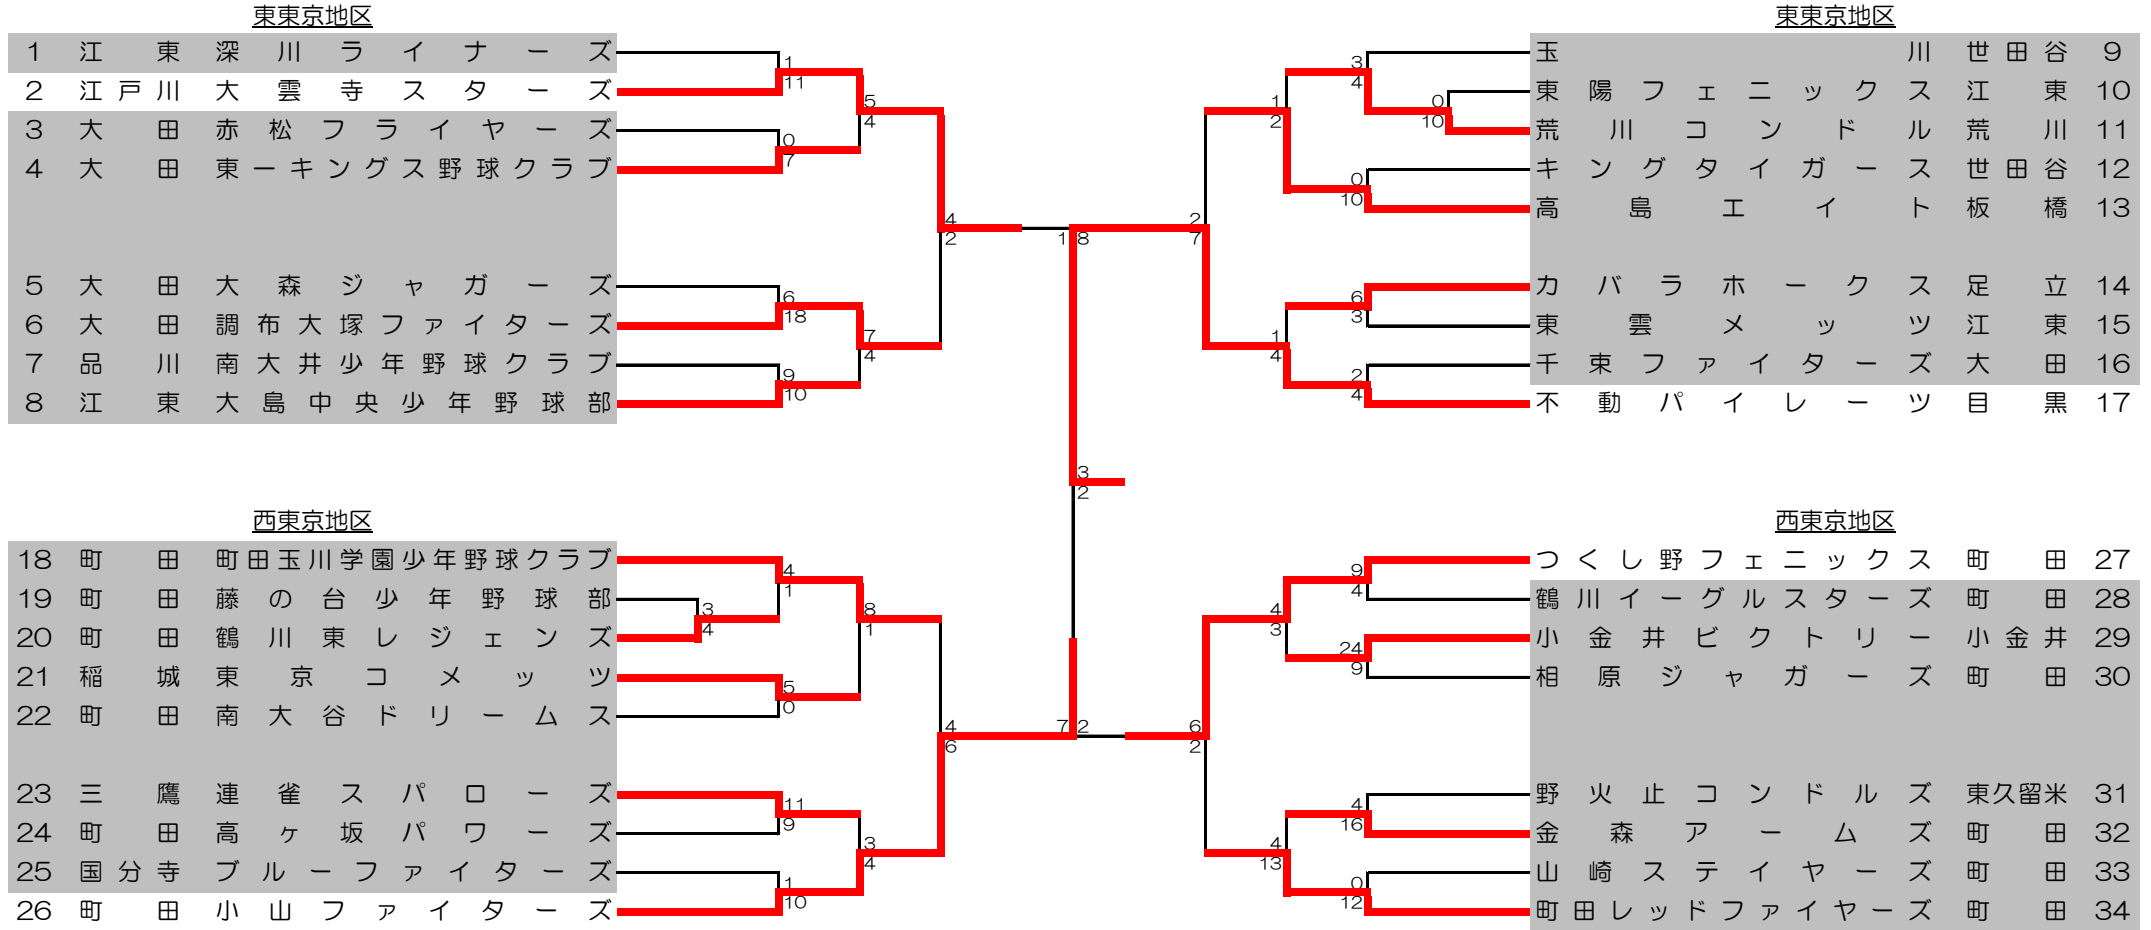 東東京地区
1 江東 深川ライナーズ
2 江戸川 大雲寺スターズ
3 大田 赤松フライヤーズ
4 大田 東一キングス野球クラブ
5 大田 大森ジャガーズ
6 大田 調布大塚ファイターズ
7 品川 南大井少年野球クラブ
8 江東 大島中央少年野球部
1
11
0
7
6
18
9
10
5
4
7
4
4
2
1 8
東東京地区
玉川 世田谷 9
東陽フェニックス 江東 10
荒川コンドル 荒川 11
キングタイガース 世田谷 12
高島エイト 板橋 13
カバラホークス 足立 14
東雲メッツ 江東 15
千束ファイターズ 大田 16
不動パイレーツ 目黒 17
3
4
0
10
0
10
6
3
2
4
1
2
1
4
2
7
3
2
西東京地区
18 町田 町田玉川学園少年野球クラブ
19 町田 藤の台少年野球部
20 町田 鶴川東レジェンズ
21 稲城 東京コメッツ
22 町田 南大谷ドリームス
23 三鷹 連雀スパローズ
24 町田 高ヶ坂パワーズ
25 国分寺 ブルーファイターズ
26 町田 小山ファイターズ
4
1
3
4
5
0
11
9
1
10
8
1
3
4
4
6
7 2
西東京地区
つくし野フェニックス 町田 27
鶴川イーグルスターズ 町田 28
小金井ビクトリー 小金井 29
相原ジャガーズ 町田 30
野火止コンドルズ 東久留米 31
金森アームズ 町田 32
山崎ステイヤーズ 町田 33
町田レッドファイヤーズ 町田 34
9
4
24
9
4
16
0
12
4
3
4
13
6
2